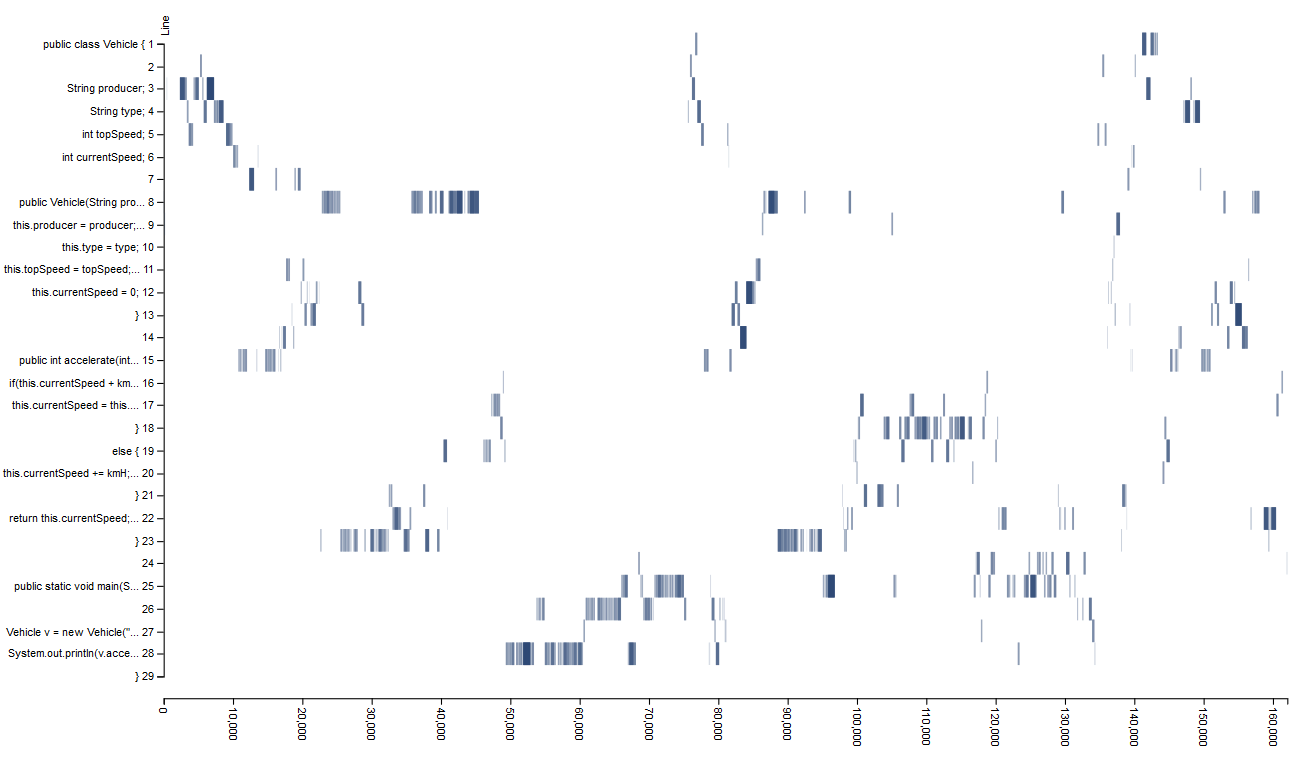 Line
public class Vehicle { 1
2
String producer; 3
String type; 4
int topSpeed; 5
int currentSpeed; 6
7
public Vehicle(String pro... 8
this.producer = producer;... 9
this.type = type; 10
this.topSpeed = topSpeed;... 11
this.currentSpeed = 0; 12
} 13
14
public int accelerate(int... 15
if(this.currentSpeed + km... 16
this.currentSpeed = this.... 17
} 18
else { 19
this.currentSpeed += kmH;... 20
} 21
return this.currentSpeed;... 22
} 23
24
public static void main(S... 25
26
Vehicle v = new Vehicle("... 27
System.out.println(v.acce... 28
} 29
0
10,000
20,000
30,000
40,000
50,000
60,000
70,000
80,000
90,000
100,000
110,000
120,000
130,000
140,000
150,000
160,000